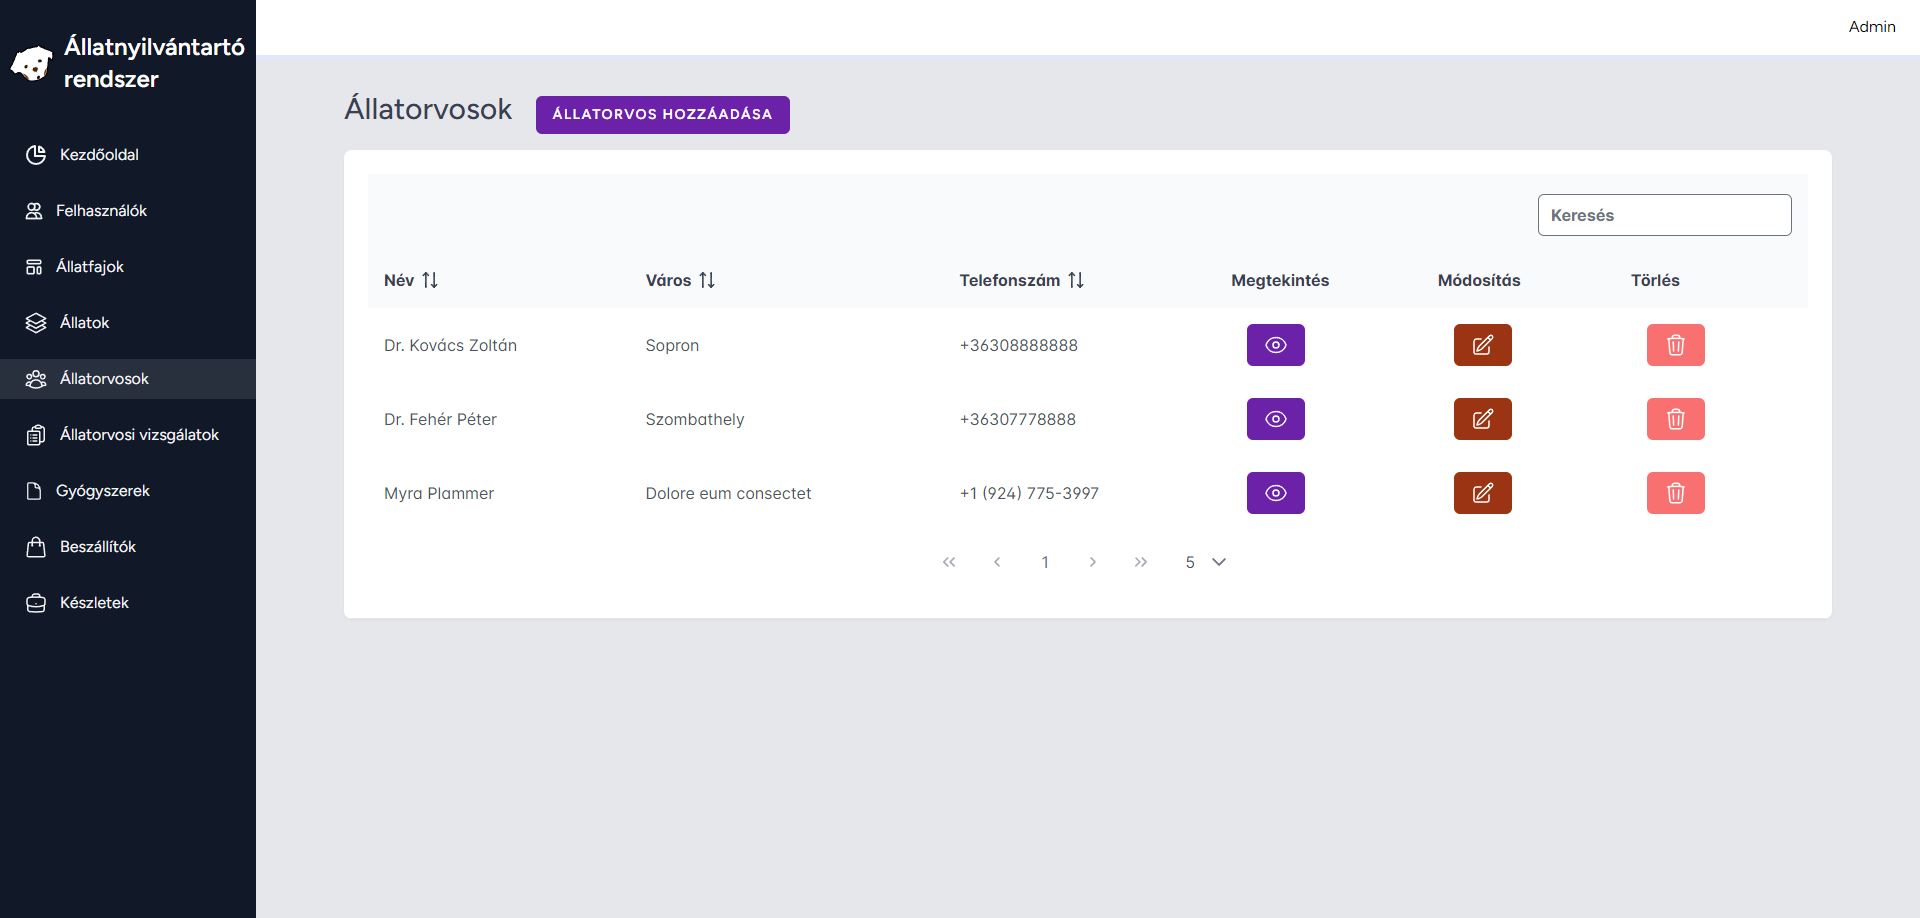 Állatnyilvántartó
rendszer
Kezdőoldal
Felhasználók
Állatfajok
Állatok
Állatorvosok
Állatorvosi vizsgálatok
Gyógyszerek
Beszállítók
Készletek
Admin
Állatorvosok ÁLLATORVOS HOZZÁADÁSA
Keresés
Név Város Telefonszám Megtekintés Módosítás Törlés
Dr. Kovács Zoltán Sopron +36308888888
Dr. Fehér Péter Szombathely +36307778888
Myra Plammer Dolore eum consectet +1 (924) 775-3997
1 5